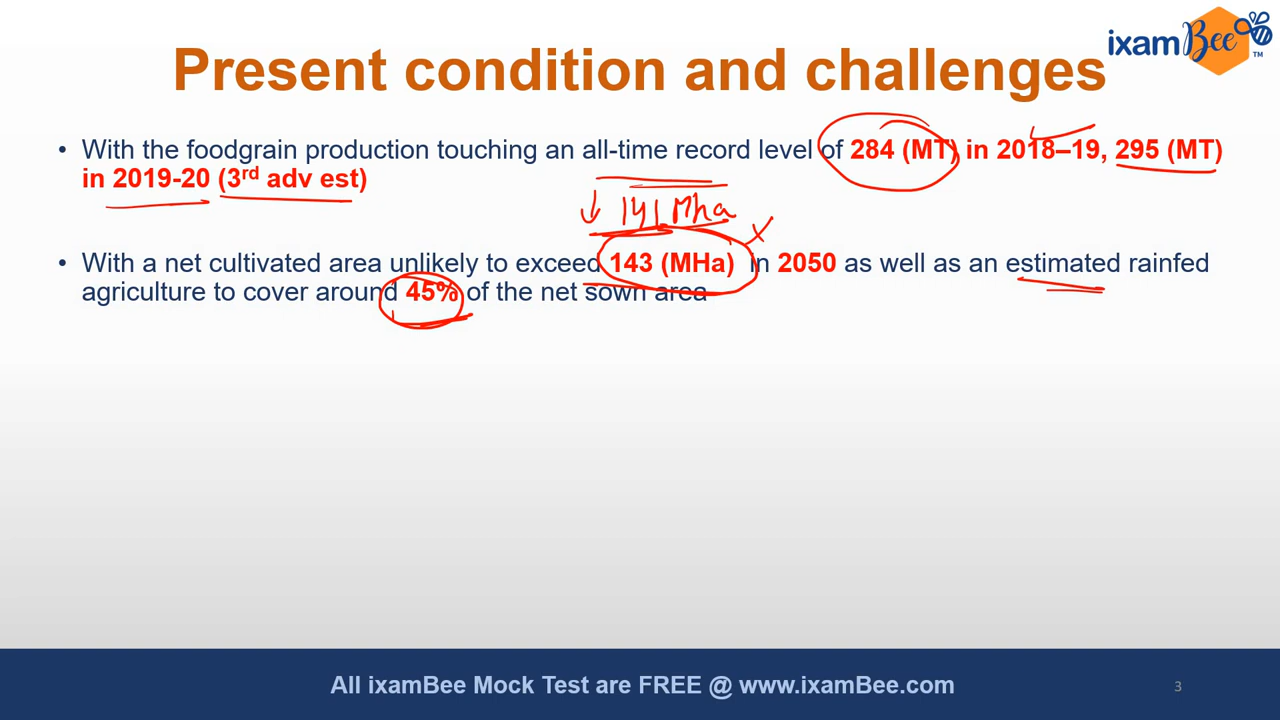 ixamBee TM
Present condition and challenges
• With the foodgrain production touching an all-time record level of 284 (MT) in 2018–19, 295 (MT)
in 2019-20 (3rd adv est)
↓ 141 Mha
• With a net cultivated area unlikely to exceed 143 (MHa) in 2050 as well as an estimated rainfed
agriculture to cover around 45% of the net sown area
All ixamBee Mock Test are FREE @ www.ixamBee.com
3